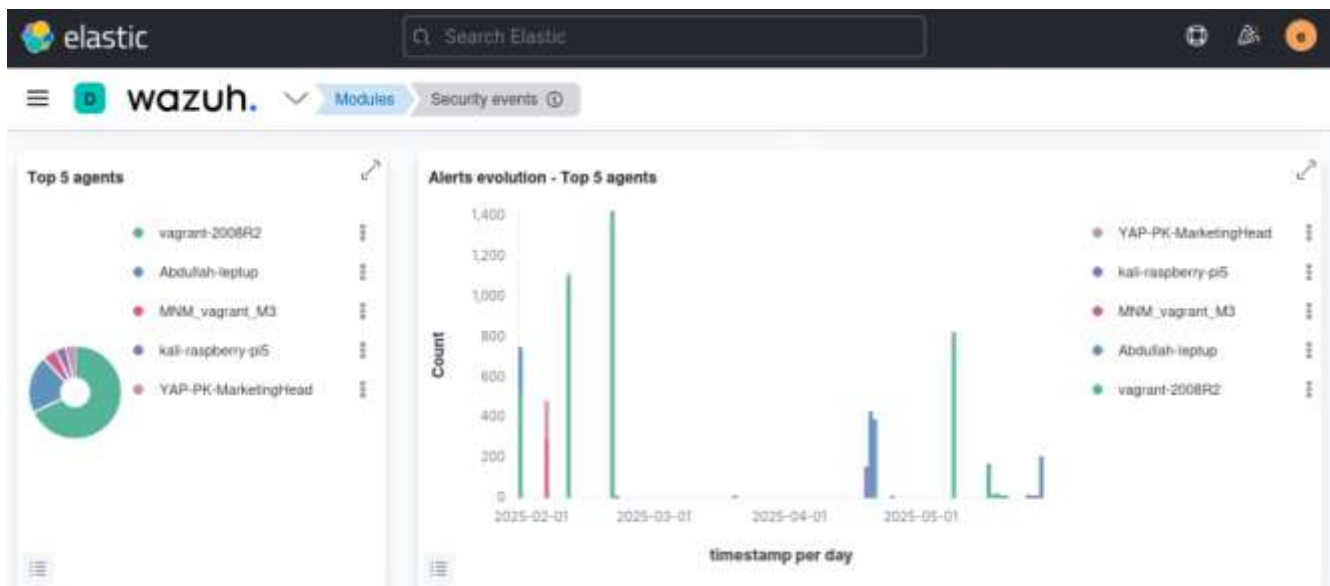 elastic
Search Elastic
e
D
wazuh.
Modules
Security events
Top 5 agents
vagrant-2008R2
Abdullah-leptup
MNM_vagrant_M3
kali-raspberry-pi5
YAP-PK-MarketingHead
Alerts evolution - Top 5 agents
1,400
1,200
1,000
800
600
400
200
0
Count
2025-02-01 2025-03-01 2025-04-01 2025-05-01
timestamp per day
YAP-PK-MarketingHead
kali-raspberry-pi5
MNM_vagrant_M3
Abdullah-leptup
vagrant-2008R2